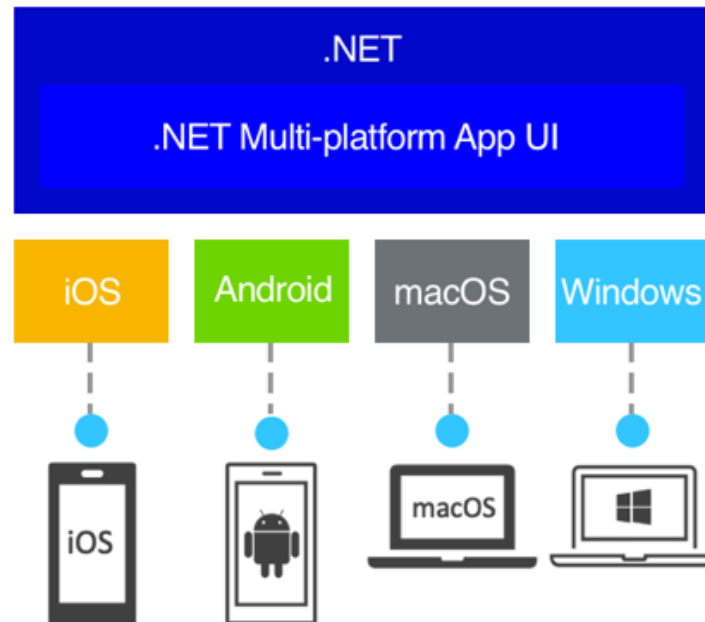 .NET
.NET Multi-platform App UI
iOS
Android
macOS
Windows
iOS
macOS